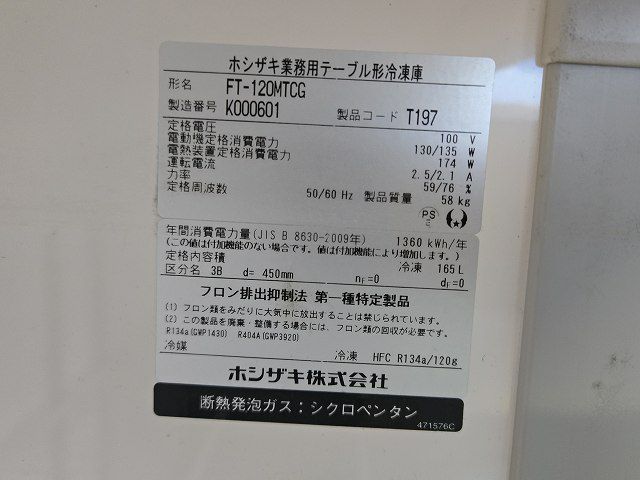 ホシザキ業務用テーブル形冷凍庫
形名 FT-120MTCG
製造番号 K000601 製品コード T197
定格電圧 100 V
電動機定格消費電力 130/135 W
電熱装置定格消費電力 174 W
運転電流 2.5/2.1 A
力率 59/76 %
定格周波数 50/60 Hz 製品質量 58 kg
PS
E
年間消費電力量(JIS B 8630-2009年) 1360 kWh/年
(この値は付加機能のない場合です。値は付加機能により増加します。)
定格内容積 冷凍 165 L
区分名 3B d= 450mm nF=0 dF=0
フロン排出抑制法 第一種特定製品
(1) フロン類をみだりに大気中に放出することは禁じられています。
(2) この製品を廃棄・整備する場合には、フロン類の回収が必要です。
R134a(GWP1430) R404A(GWP3920)
冷媒 冷凍 HFC R134a/120g
ホシザキ株式会社
断熱発泡ガス：シクロペンタン
471576C